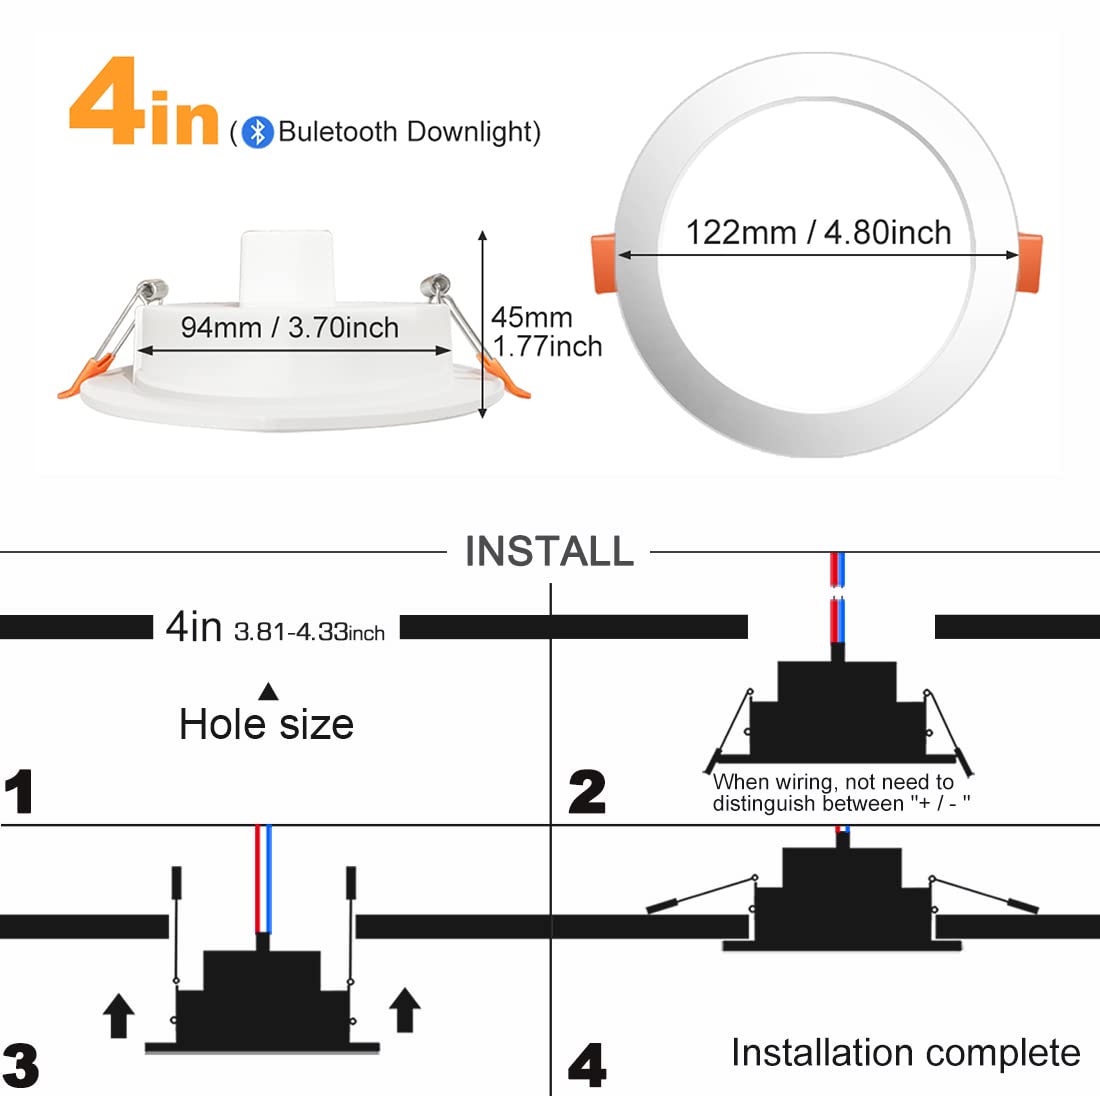 4in (Buletooth Downlight)
122mm / 4.80inch
94mm / 3.70inch
45mm
1.77inch
INSTALL
4in 3.81-4.33inch
Hole size
1
When wiring, not need to
distinguish between "+ / - "
2
3
Installation complete
4